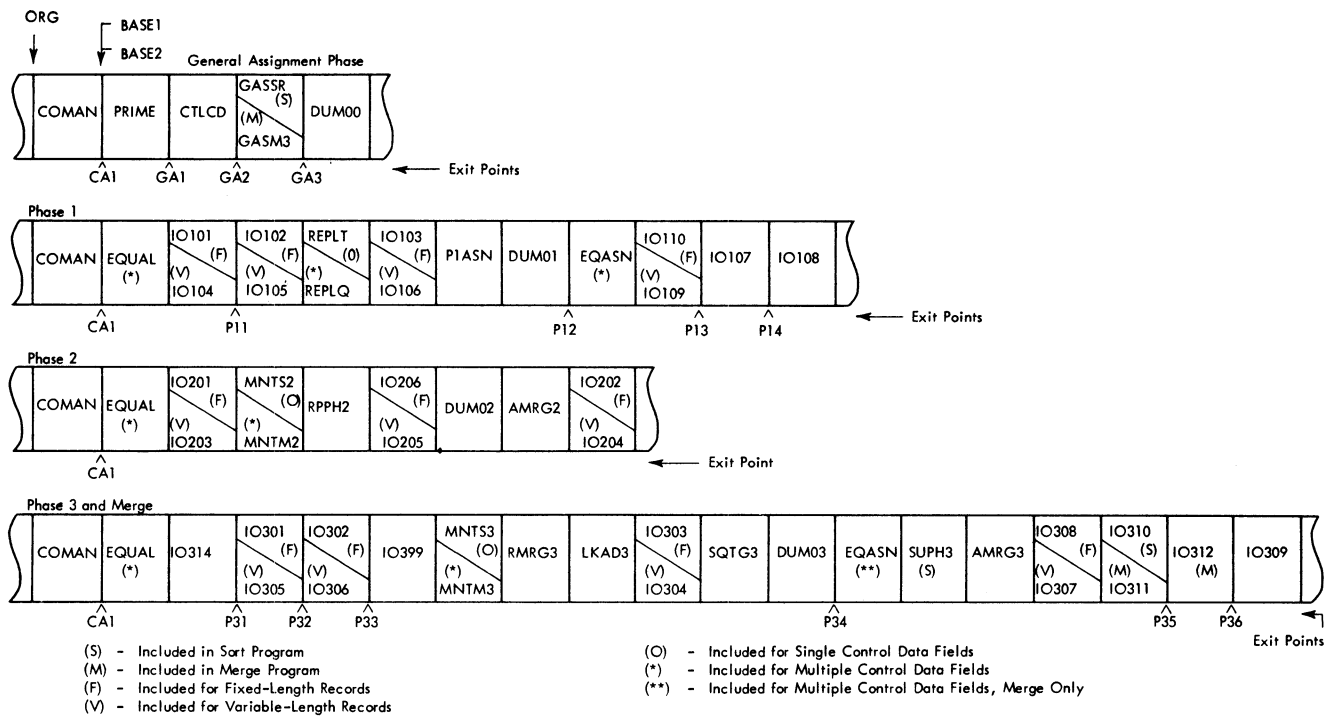 ORG
BASE1
BASE2
General Assignment Phase
COMAN PRIME CTLCD GASSR (S) (M) GASM3 DUM00
CA1 GA1 GA2 GA3
Exit Points
Phase 1
COMAN EQUAL (*) IO101 (F) (V) IO104 IO102 (F) (V) IO105 REPLT (0) (*) REPLQ IO103 (F) (V) IO106 P1ASN DUM01 EQASN (*) IO110 (F) (V) IO109 IO107 IO108
CA1 P11 P12 P13 P14
Exit Points
Phase 2
COMAN EQUAL (*) IO201 (F) (V) IO203 MNTS2 (O) (*) MNTM2 RPPH2 IO206 (F) (V) IO205 DUM02 AMRG2 IO202 (F) (V) IO204
CA1
Exit Point
Phase 3 and Merge
COMAN EQUAL (*) IO314 IO301 (F) (V) IO305 IO302 (F) (V) IO306 IO399 MNTS3 (O) (*) MNTM3 RMRG3 LKAD3 IO303 (F) (V) IO304 SQTG3 DUM03 EQASN (**) SUPH3 (S) AMRG3 IO308 (F) (V) IO307 IO310 (S) (M) IO311 IO312 (M) IO309
CA1 P31 P32 P33 P34 P35 P36
Exit Points
(S) - Included in Sort Program
(M) - Included in Merge Program
(F) - Included for Fixed-Length Records
(V) - Included for Variable-Length Records
(O) - Included for Single Control Data Fields
(*) - Included for Multiple Control Data Fields
(**) - Included for Multiple Control Data Fields, Merge Only